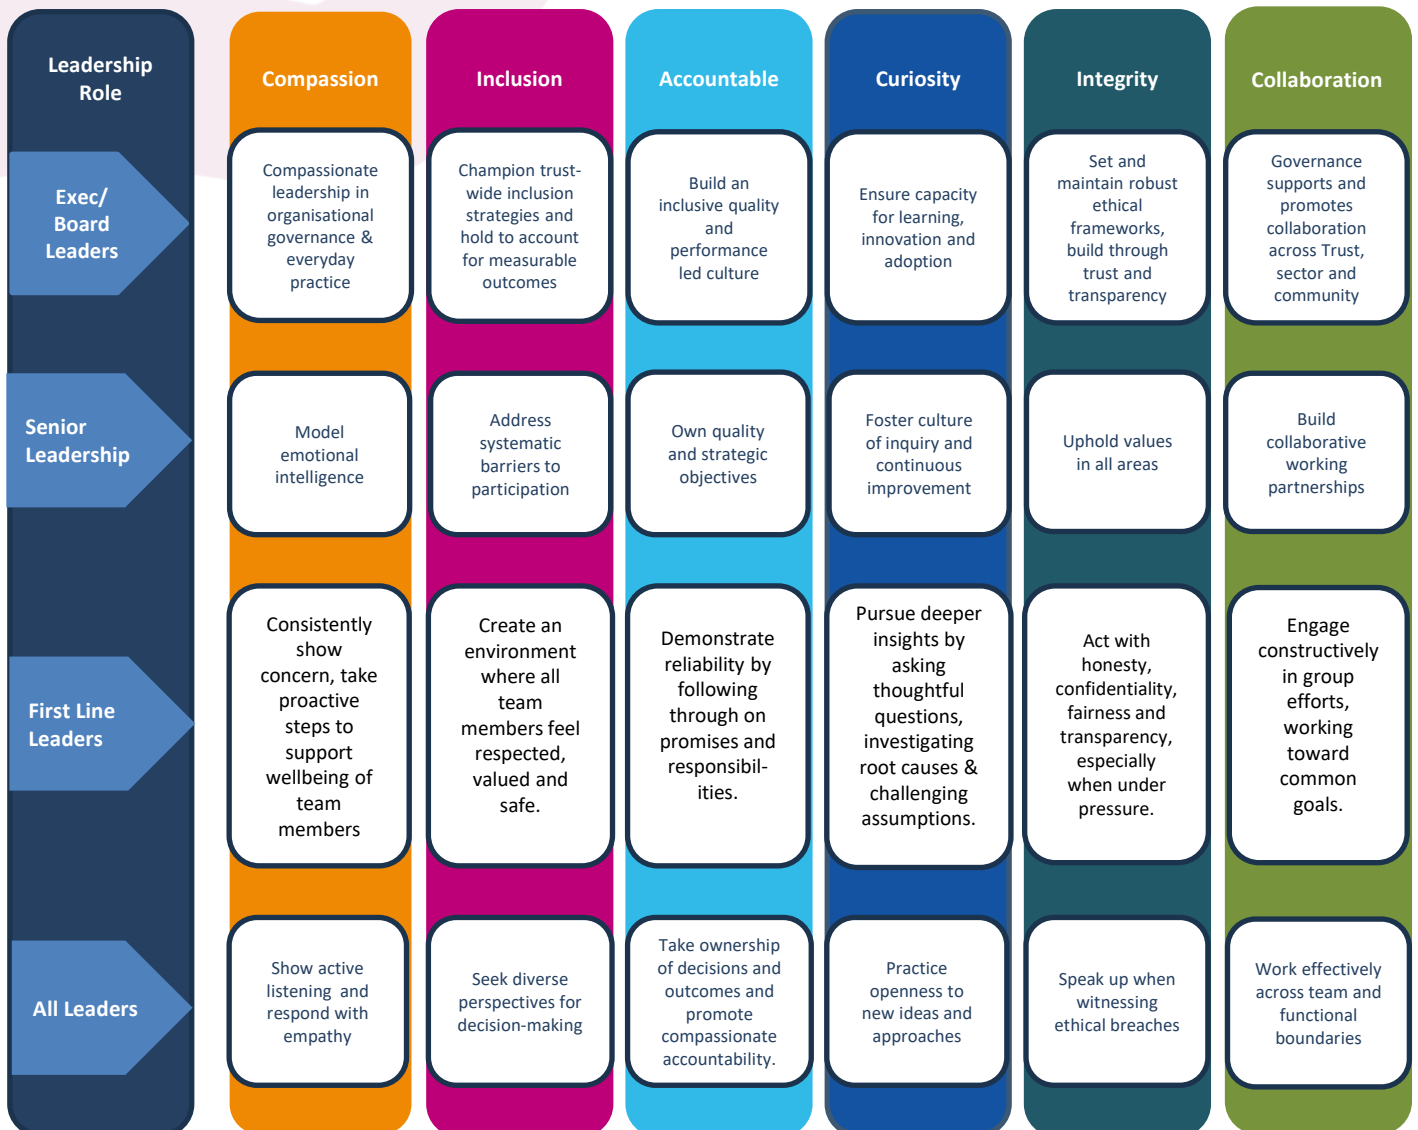 Leadership
Role
Compassion
Inclusion
Accountable
Curiosity
Integrity
Collaboration
Exec/
Board
Leaders
Compassionate
leadership in
organisational
governance &
everyday
practice
Champion trust-
wide inclusion
strategies and
hold to account
for measurable
outcomes
Build an
inclusive quality
and
performance
led culture
Ensure capacity
for learning,
innovation and
adoption
Set and
maintain robust
ethical
frameworks,
build through
trust and
transparency
Governance
supports and
promotes
collaboration
across Trust,
sector and
community
Senior
Leadership
Model
emotional
intelligence
Address
systematic
barriers to
participation
Own quality
and strategic
objectives
Foster culture
of inquiry and
continuous
improvement
Uphold values
in all areas
Build
collaborative
working
partnerships
First Line
Leaders
Consistently
show
concern, take
proactive
steps to
support
wellbeing of
team
members
Create an
environment
where all
team
members feel
respected,
valued and
safe.
Demonstrate
reliability by
following
through on
promises and
responsibil-
ities.
Pursue deeper
insights by
asking
thoughtful
questions,
investigating
root causes &
challenging
assumptions.
Act with
honesty,
confidentiality,
fairness and
transparency,
especially
when under
pressure.
Engage
constructively
in group
efforts,
working
toward
common
goals.
All Leaders
Show active
listening and
respond with
empathy
Seek diverse
perspectives for
decision-making
Take ownership
of decisions and
outcomes and
promote
compassionate
accountability.
Practice
openness to
new ideas and
approaches
Speak up when
witnessing
ethical breaches
Work effectively
across team and
functional
boundaries